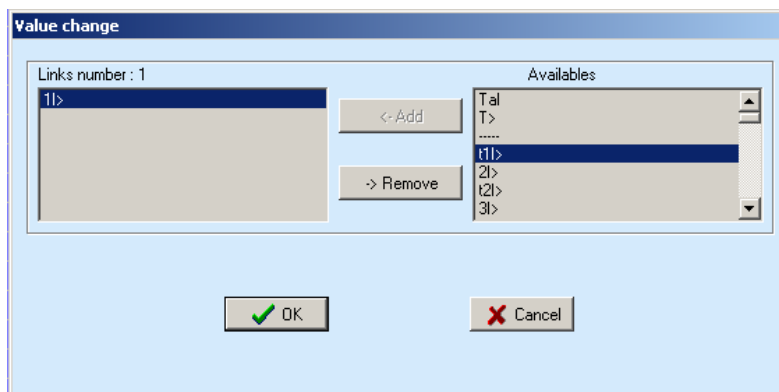 Value change
Links number : 1
Availables
1I>
<- Add
-> Remove
Tal
T>
-----
t1I>
2I>
t2I>
3I>
OK
Cancel